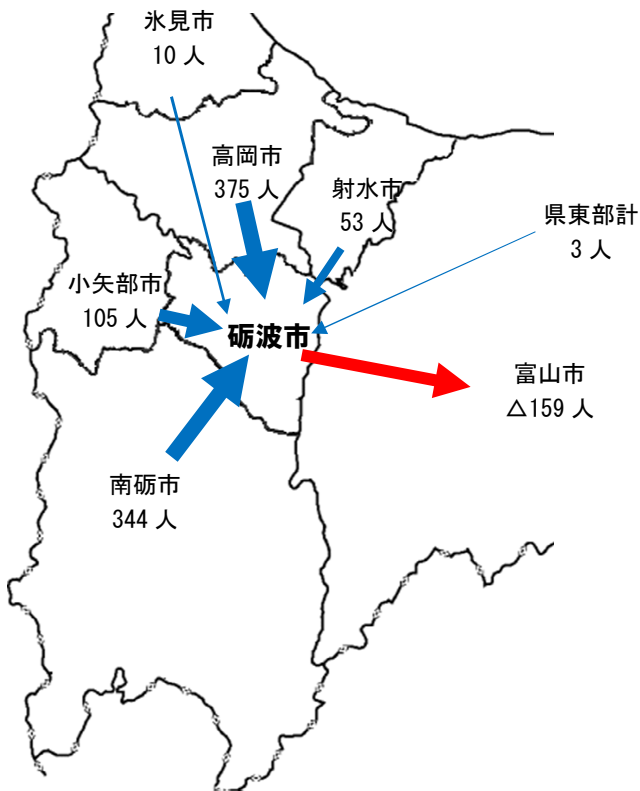 氷見市
10 人
高岡市
375 人
射水市
53 人
県東部計
3 人
小矢部市
105 人
砺波市
富山市
△159 人
南砺市
344 人